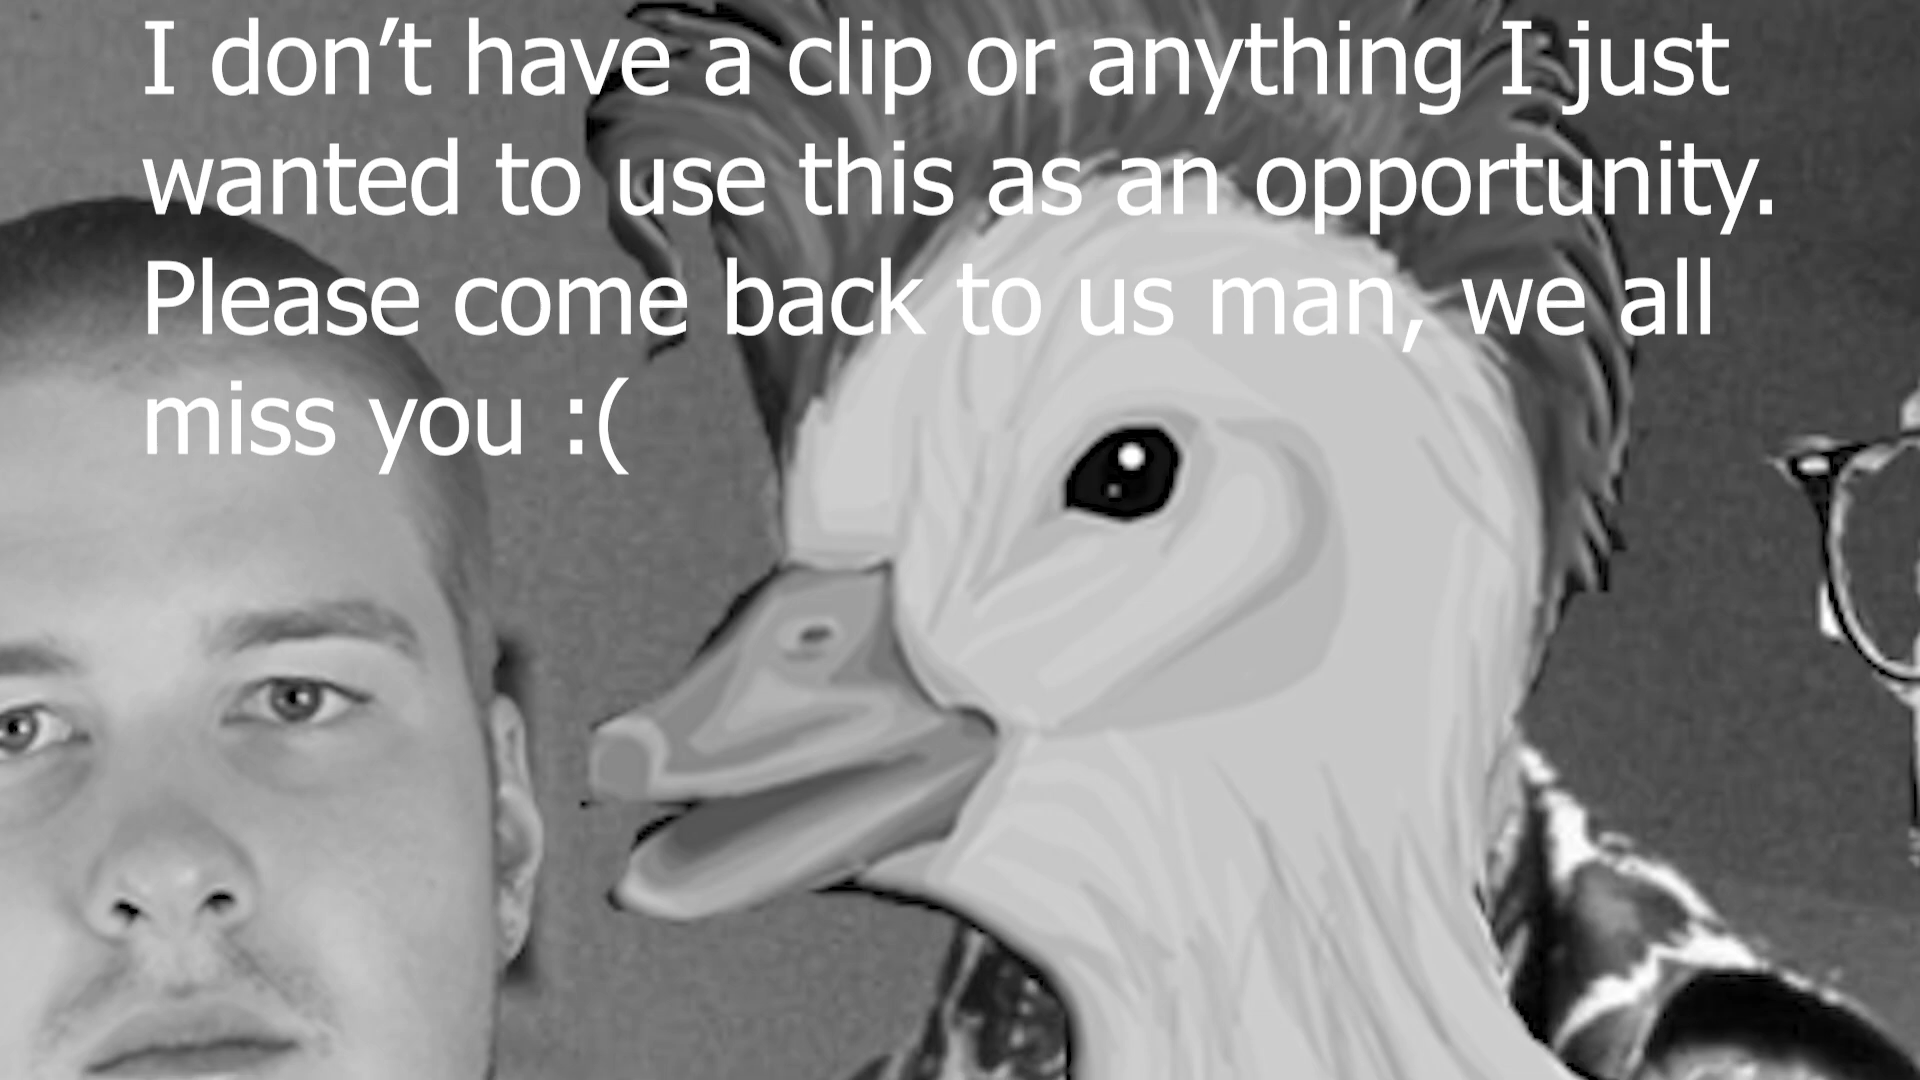 I don’t have a clip or anything I just
wanted to use this as an opportunity.
Please come back to us man, we all
miss you :(